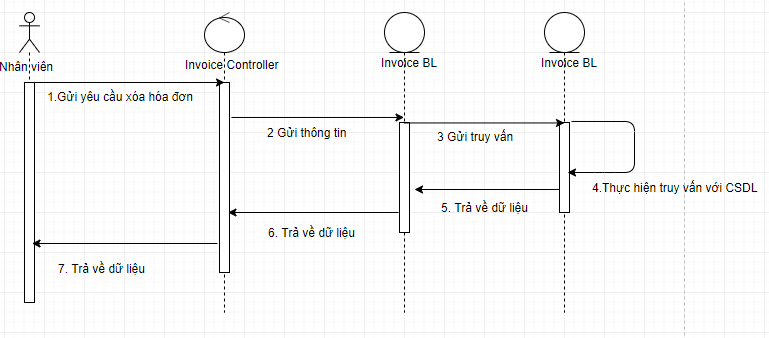 Nhân viên
Invoice Controller
Invoice BL
Invoice BL
1.Gửi yêu cầu xóa hóa đơn
2 Gửi thông tin
3 Gửi truy vấn
4.Thực hiện truy vấn với CSDL
5. Trả về dữ liệu
6. Trả về dữ liệu
7. Trả về dữ liệu